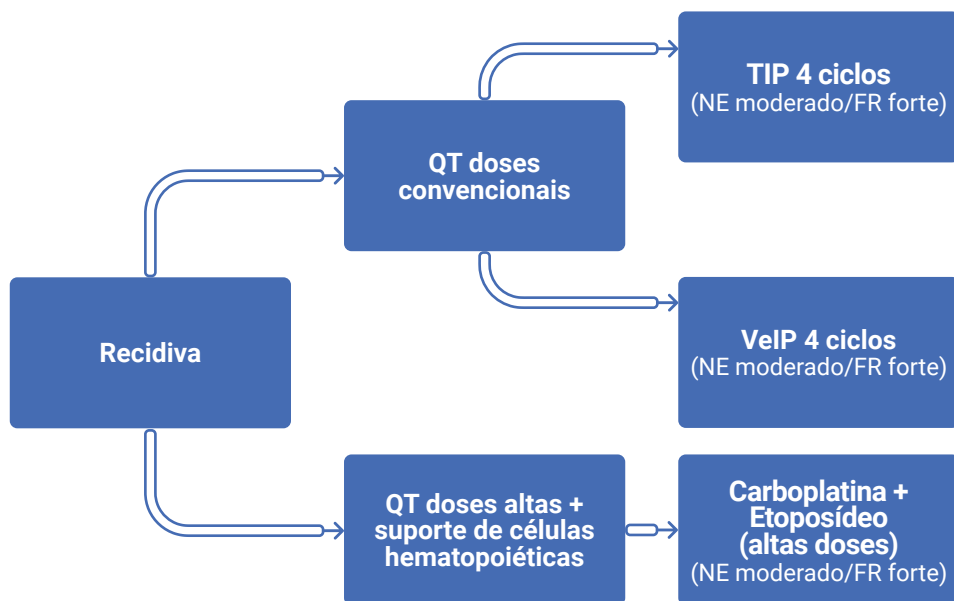 Recidiva
QT doses
convencionais
TIP 4 ciclos
(NE moderado/FR forte)
VeIP 4 ciclos
(NE moderado/FR forte)
QT doses altas +
suporte de células
hematopoiéticas
Carboplatina +
Etoposídeo
(altas doses)
(NE moderado/FR forte)